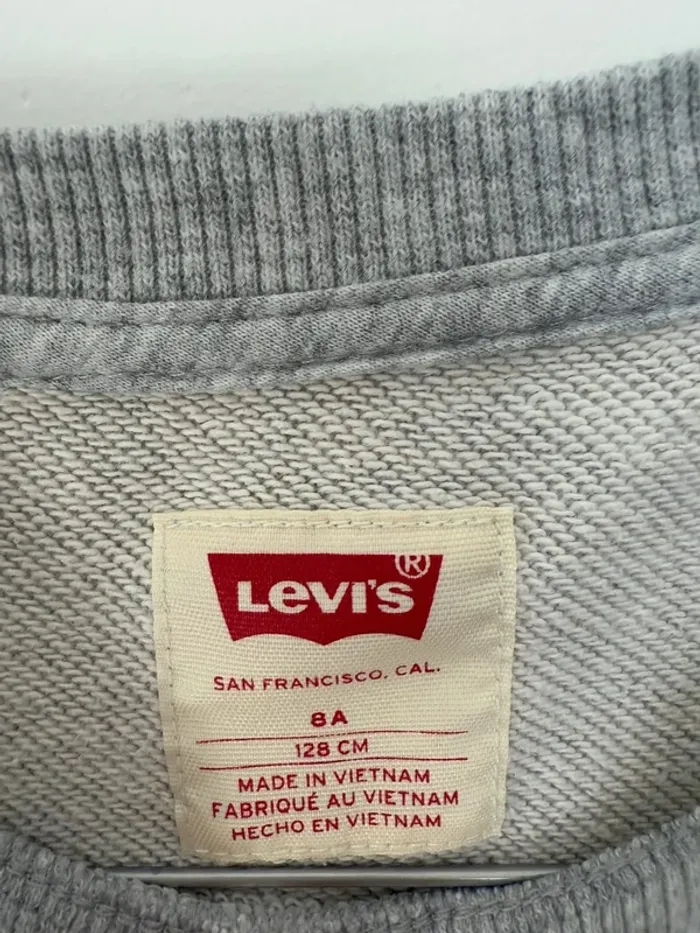 Levi's ®
SAN FRANCISCO, CAL.
8A
128 CM
MADE IN VIETNAM
FABRIQUÉ AU VIETNAM
HECHO EN VIETNAM